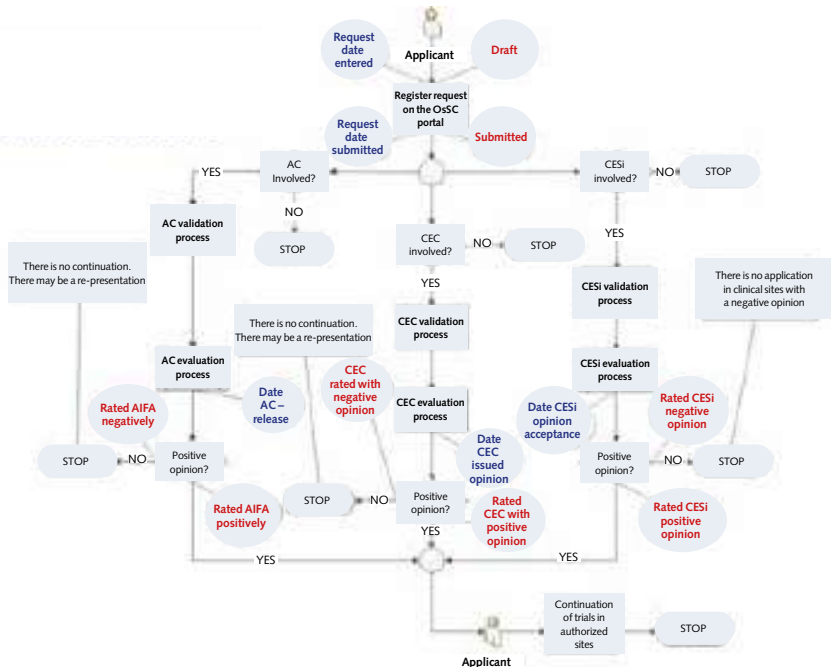 Request
date
entered
Applicant
Draft
Register request
on the OsSC
portal
Request
date
submitted
Submitted
YES
AC
Involved?
CESi
involved?
NO
STOP
AC validation
process
NO
STOP
CEC
involved?
NO
STOP
YES
There is no continuation.
There may be a re-presentation
YES
CESi validation
process
There is no application
in clinical sites with
a negative opinion
There is no continuation.
There may be a re-presentation
CEC validation
process
AC evaluation
process
CESi evaluation
process
Date
AC –
release
CEC
rated with
negative
opinion
CEC evaluation
process
Date CESi
opinion
acceptance
Rated CESi
negative
opinion
Rated AIFA
negatively
Date
CEC
issued
opinion
STOP
NO
Positive
opinion?
Positive
opinion?
NO
STOP
Rated AIFA
positively
STOP
NO
Positive
opinion?
Rated
CEC with
positive
opinion
Rated CESi
positive
opinion
YES
YES
YES
Continuation
of trials in
authorized
sites
STOP
Applicant